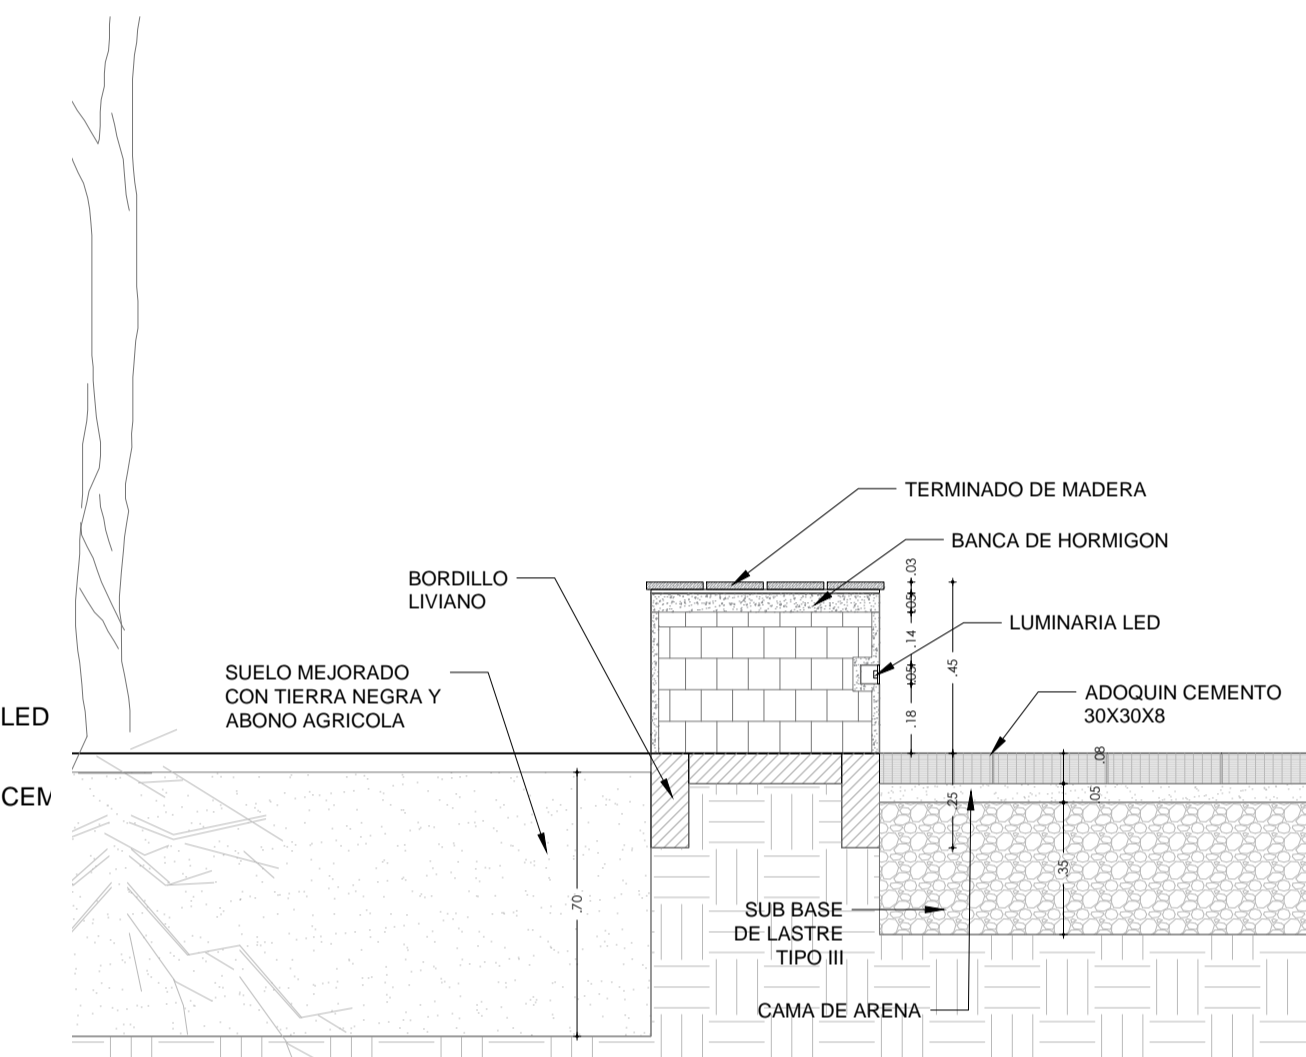 TERMINADO DE MADERA
BANCA DE HORMIGON
.03
BORDILLO
LIVIANO
.05
LUMINARIA LED
.14
.45
SUELO MEJORADO
CON TIERRA NEGRA Y
ABONO AGRICOLA
.05
ADOQUIN CEMENTO
30X30X8
LED
.18
.08
CEM
.05
.25
.35
.70
SUB BASE
DE LASTRE
TIPO III
CAMA DE ARENA